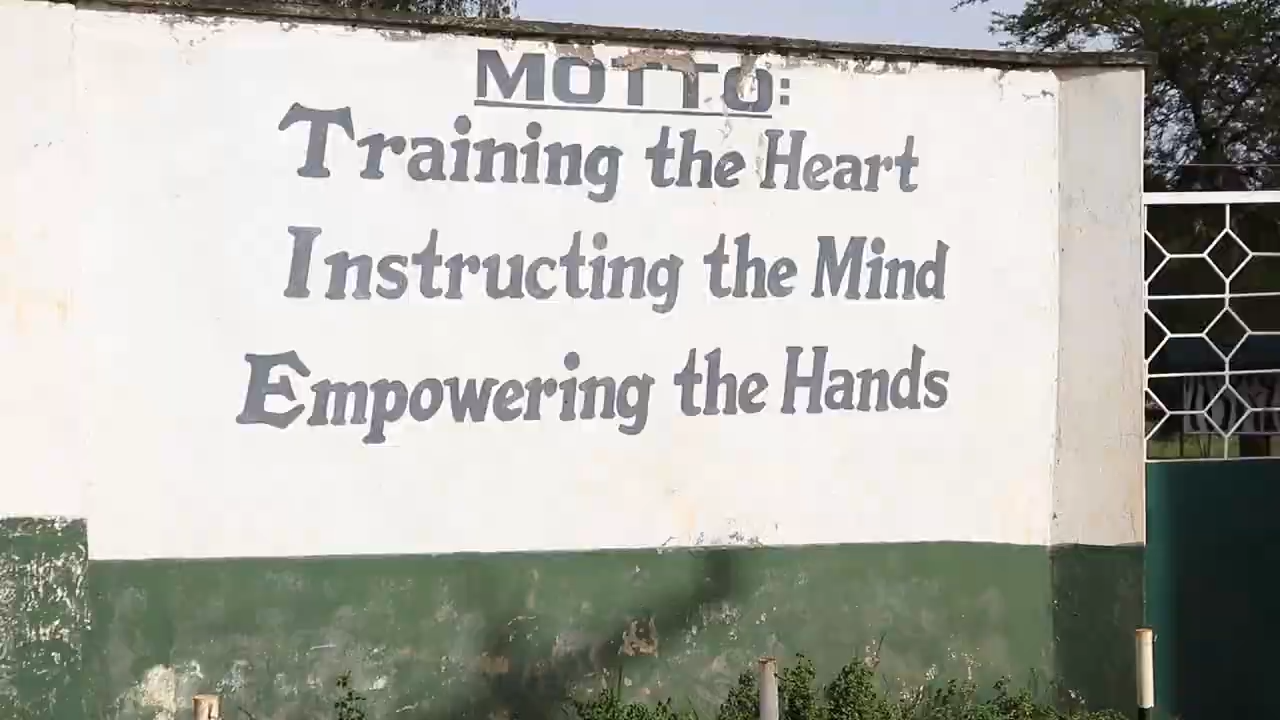 MOTTO:
Training the Heart
Instructing the Mind
Empowering the Hands